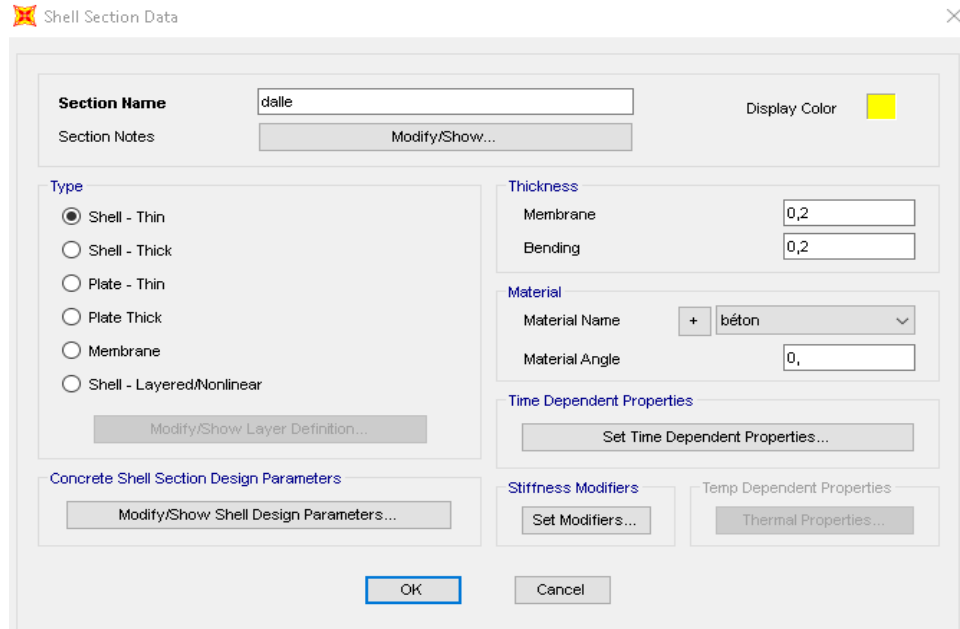 Shell Section Data
Section Name dalle Display Color
Section Notes Modify/Show...
Type
Shell - Thin
Shell - Thick
Plate - Thin
Plate Thick
Membrane
Shell - Layered/Nonlinear
Modify/Show Layer Definition...
Concrete Shell Section Design Parameters
Modify/Show Shell Design Parameters...
Thickness
Membrane 0,2
Bending 0,2
Material
Material Name + béton
Material Angle 0,
Time Dependent Properties
Set Time Dependent Properties...
Stiffness Modifiers
Set Modifiers...
Temp Dependent Properties
Thermal Properties...
OK Cancel